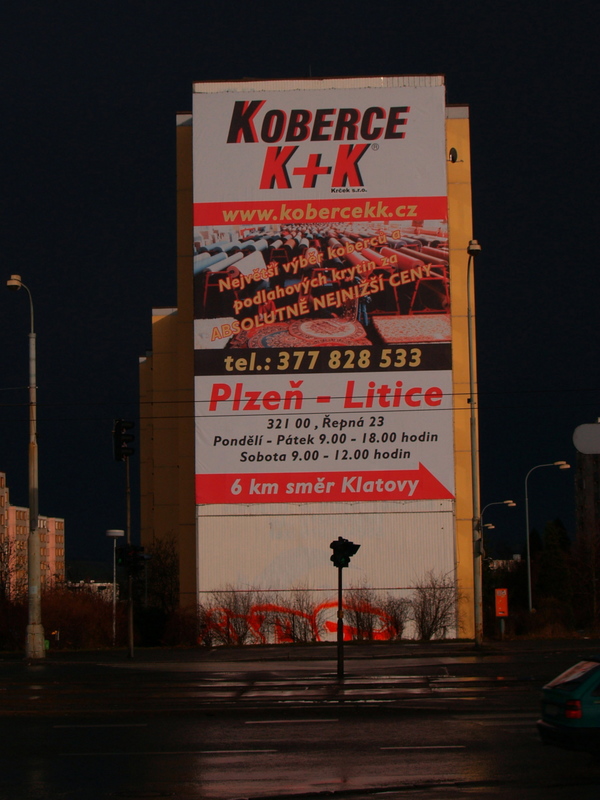 KOBERCE
K+K®
Krček s.r.o.
www.kobercekk.cz
Největší výběr koberců a
podlahových krytin za
ABSOLUTNĚ NEJNIŽŠÍ CENY
tel.: 377 828 533
Plzeň - Litice
321 00 , Řepná 23
Pondělí - Pátek 9.00 - 18.00 hodin
Sobota 9.00 - 12.00 hodin
6 km směr Klatovy